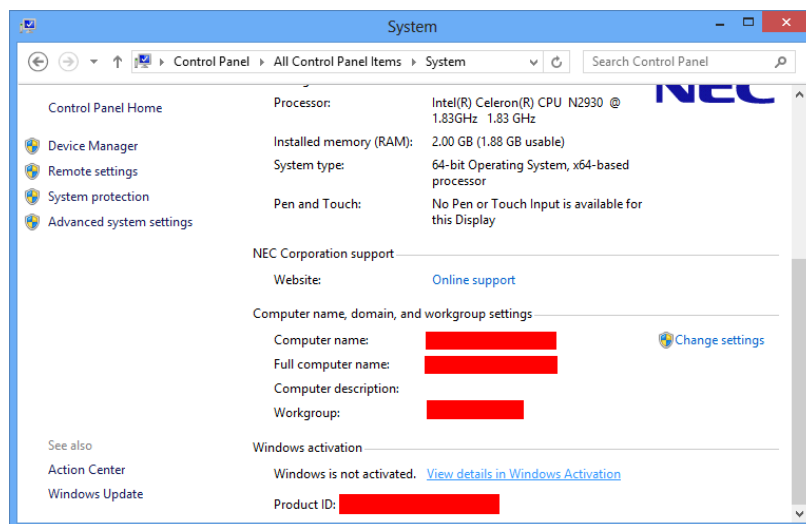 System
Control Panel ▸ All Control Panel Items ▸ System
Search Control Panel
Control Panel Home
Device Manager
Remote settings
System protection
Advanced system settings
See also
Action Center
Windows Update
NEC
Processor: Intel(R) Celeron(R) CPU N2930 @
1.83GHz 1.83 GHz
Installed memory (RAM): 2.00 GB (1.88 GB usable)
System type: 64-bit Operating System, x64-based
processor
Pen and Touch: No Pen or Touch Input is available for
this Display
NEC Corporation support
Website: Online support
Computer name, domain, and workgroup settings
Computer name:
Change settings
Full computer name:
Computer description:
Workgroup:
Windows activation
Windows is not activated. View details in Windows Activation
Product ID: